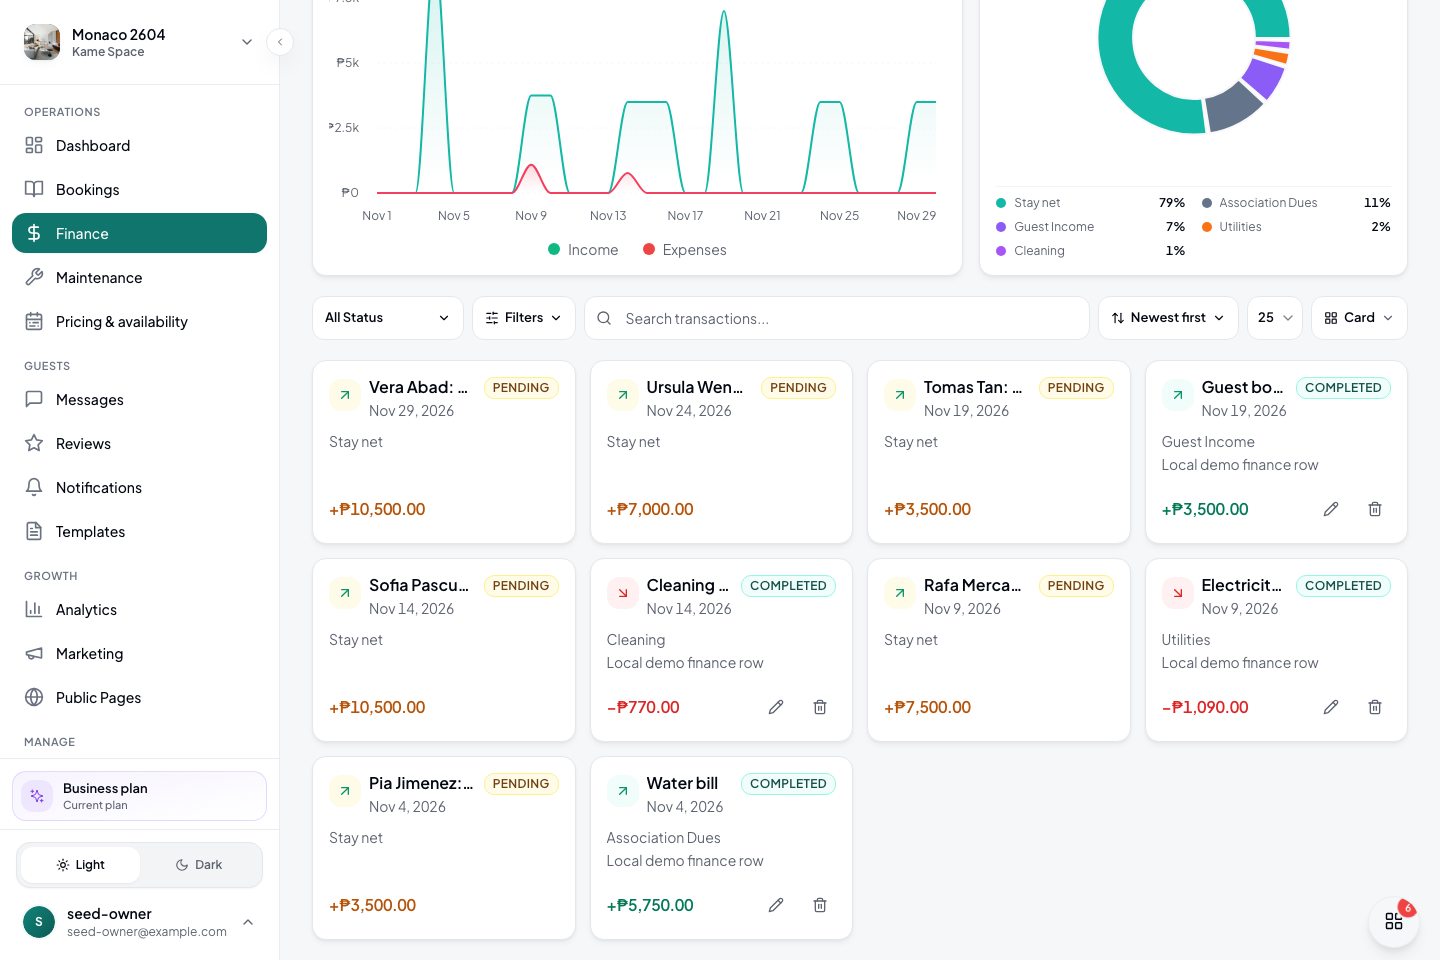 Monaco 2604
Kame Space
OPERATIONS
Dashboard
Bookings
Finance
Maintenance
Pricing & availability
GUESTS
Messages
Reviews
Notifications
Templates
GROWTH
Analytics
Marketing
Public Pages
MANAGE
Business plan
Current plan
Light
Dark
S
seed-owner
seed-owner@example.com
₱5k
₱2.5k
₱0
Nov 1
Nov 5
Nov 9
Nov 13
Nov 17
Nov 21
Nov 25
Nov 29
Income
Expenses
Stay net 79%
Association Dues 11%
Guest Income 7%
Utilities 2%
Cleaning 1%
All Status
Filters
Search transactions...
Newest first
25
Card
Vera Abad: ...
PENDING
Nov 29, 2026
Stay net
+₱10,500.00
Ursula Wen...
PENDING
Nov 24, 2026
Stay net
+₱7,000.00
Tomas Tan: ...
PENDING
Nov 19, 2026
Stay net
+₱3,500.00
Guest bo...
COMPLETED
Nov 19, 2026
Guest Income
Local demo finance row
+₱3,500.00
Sofia Pascu...
PENDING
Nov 14, 2026
Stay net
+₱10,500.00
Cleaning ...
COMPLETED
Nov 14, 2026
Cleaning
Local demo finance row
−₱770.00
Rafa Merca...
PENDING
Nov 9, 2026
Stay net
+₱7,500.00
Electricit...
COMPLETED
Nov 9, 2026
Utilities
Local demo finance row
−₱1,090.00
Pia Jimenez:...
PENDING
Nov 4, 2026
Stay net
+₱3,500.00
Water bill
COMPLETED
Nov 4, 2026
Association Dues
Local demo finance row
+₱5,750.00
6